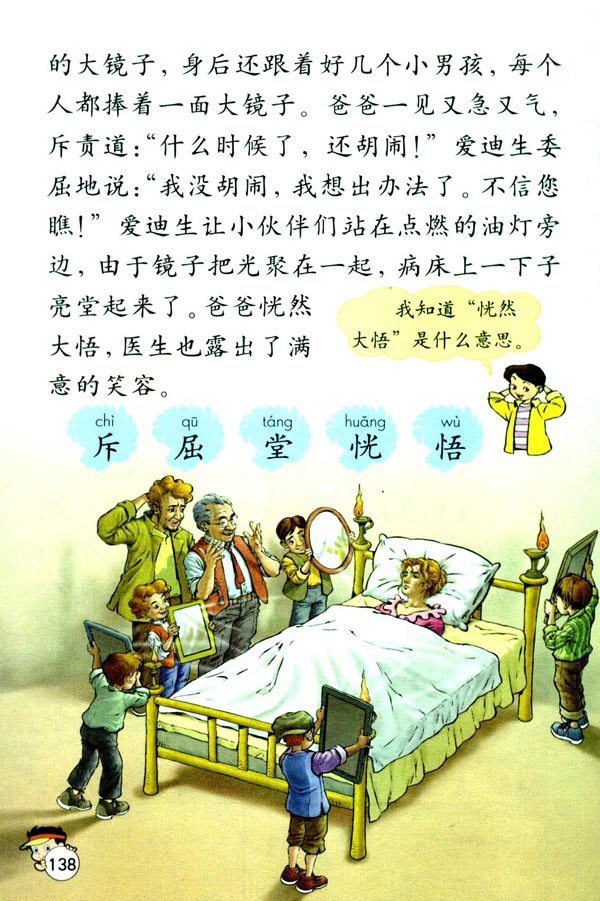 的大镜子，身后还跟着好几个小男孩，每个
人都捧着一面大镜子。爸爸一见又急又气，
斥责道：“什么时候了，还胡闹！”爱迪生委
屈地说：“我没胡闹，我想出办法了。不信您
瞧！”爱迪生让小伙伴们站在点燃的油灯旁
边，由于镜子把光聚在一起，病床上一下子
亮堂起来了。爸爸恍然
大悟，医生也露出了满
意的笑容。
我知道“恍然
大悟”是什么意思。
chì qū táng huǎng wù
斥 屈 堂 恍 悟
138